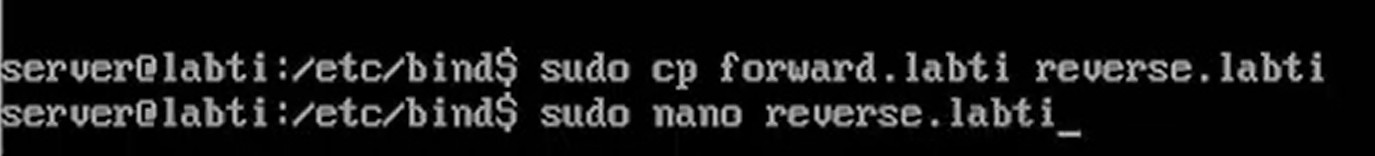 server@labti:/etc/bind$ sudo cp forward.labti reverse.labti
server@labti:/etc/bind$ sudo nano reverse.labti_